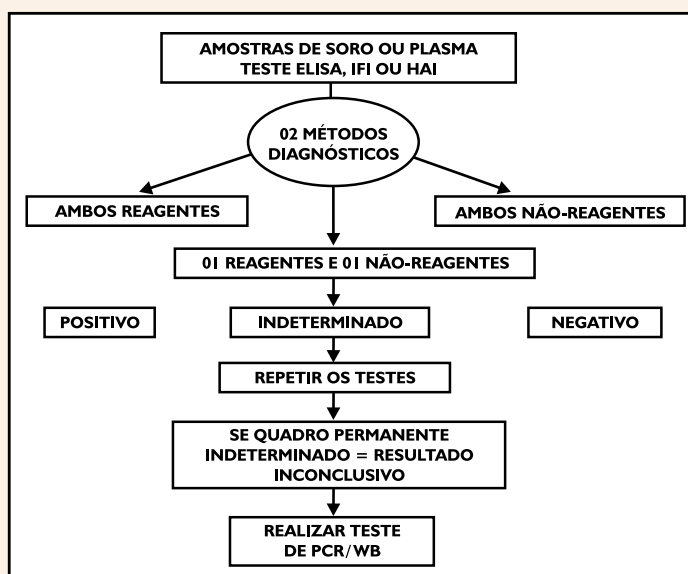 AMOSTRAS DE SORO OU PLASMA
TESTE ELISA, IFI OU HAI
02 MÉTODOS
DIAGNÓSTICOS
AMBOS REAGENTES
AMBOS NÃO-REAGENTES
01 REAGENTES E 01 NÃO-REAGENTES
POSITIVO
INDETERMINADO
NEGATIVO
REPETIR OS TESTES
SE QUADRO PERMANENTE
INDETERMINADO = RESULTADO
INCONCLUSIVO
REALIZAR TESTE
DE PCR/WB